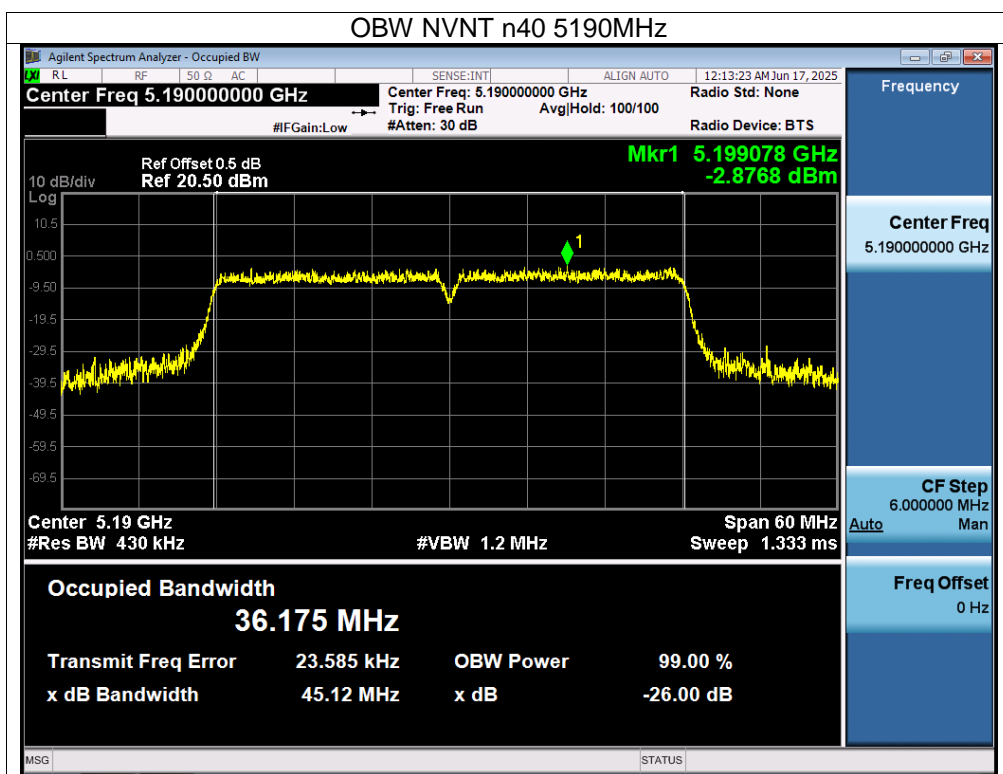 OBW NVNT n40 5190MHz
Agilent Spectrum Analyzer - Occupied BW
LXI RL RF 50 Ω AC SENSE:INT ALIGN AUTO 12:13:23 AM Jun 17, 2025
Center Freq 5.190000000 GHz
Center Freq: 5.190000000 GHz
Radio Std: None
Trig: Free Run Avg|Hold: 100/100
#IFGain:Low #Atten: 30 dB Radio Device: BTS
Frequency
Mkr1 5.199078 GHz
-2.8768 dBm
Ref Offset 0.5 dB
10 dB/div Ref 20.50 dBm
Log
10.5
0.500
-9.50
-19.5
-29.5
-39.5
-49.5
-59.5
-69.5
1
Center 5.19 GHz Span 60 MHz
#Res BW 430 kHz #VBW 1.2 MHz Sweep 1.333 ms
Center Freq
5.190000000 GHz
CF Step
6.000000 MHz
Auto Man
Freq Offset
0 Hz
Occupied Bandwidth
36.175 MHz
Transmit Freq Error 23.585 kHz OBW Power 99.00 %
x dB Bandwidth 45.12 MHz x dB -26.00 dB
MSG STATUS